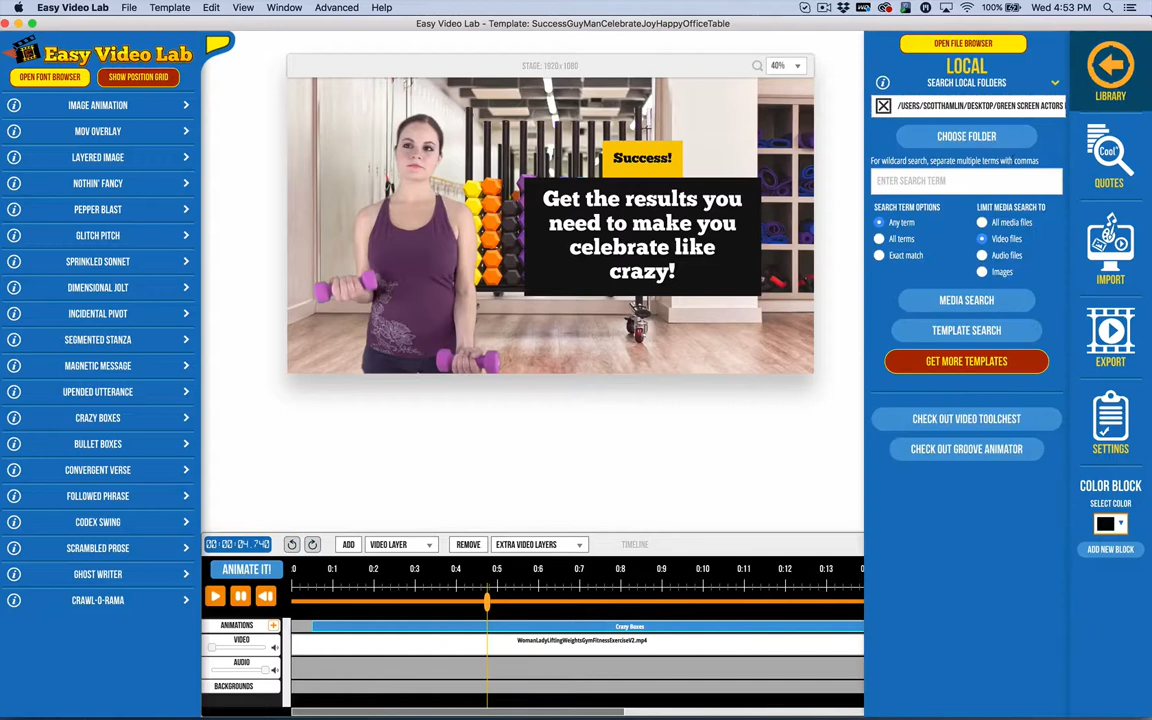 Easy Video Lab File Template Edit View Window Advanced Help 100% Wed 4:53 PM
Easy Video Lab - Template: SuccessGuyManCelebrateJoyHappyOfficeTable
Easy Video Lab
OPEN FONT BROWSER SHOW POSITION GRID
IMAGE ANIMATION
MOV OVERLAY
LAYERED IMAGE
NOTHIN' FANCY
PEPPER BLAST
GLITCH PITCH
SPRINKLED SONNET
DIMENSIONAL JOLT
INCIDENTAL PIVOT
SEGMENTED STANZA
MAGNETIC MESSAGE
UPENDED UTTERANCE
CRAZY BOXES
BULLET BOXES
CONVERGENT VERSE
FOLLOWED PHRASE
CODEX SWING
SCRAMBLED PROSE
GHOST WRITER
CRAWL-O-RAMA
STAGE: 1920x1080
40%
Success!
Get the results you
need to make you
celebrate like
crazy!
00:00:04.740 ADD VIDEO LAYER REMOVE EXTRA VIDEO LAYERS TIMELINE
ANIMATE IT! :0 0:1 0:2 0:3 0:4 0:5 0:6 0:7 0:8 0:9 0:10 0:11 0:12 0:13
ANIMATIONS + Crazy Boxes
VIDEO WomanLadyLiftingWeightsGymFitnessExerciseV2.mp4
AUDIO
BACKGROUNDS
OPEN FILE BROWSER
LOCAL
SEARCH LOCAL FOLDERS
/USERS/SCOTTHAMLIN/DESKTOP/GREEN SCREEN ACTORS
CHOOSE FOLDER
For wildcard search, separate multiple terms with commas
ENTER SEARCH TERM
SEARCH TERM OPTIONS LIMIT MEDIA SEARCH TO
Any term All media files
All terms Video files
Exact match Audio files
Images
MEDIA SEARCH
TEMPLATE SEARCH
GET MORE TEMPLATES
CHECK OUT VIDEO TOOLCHEST
CHECK OUT GROOVE ANIMATOR
LIBRARY
Cool
QUOTES
IMPORT
EXPORT
SETTINGS
COLOR BLOCK
SELECT COLOR
ADD NEW BLOCK